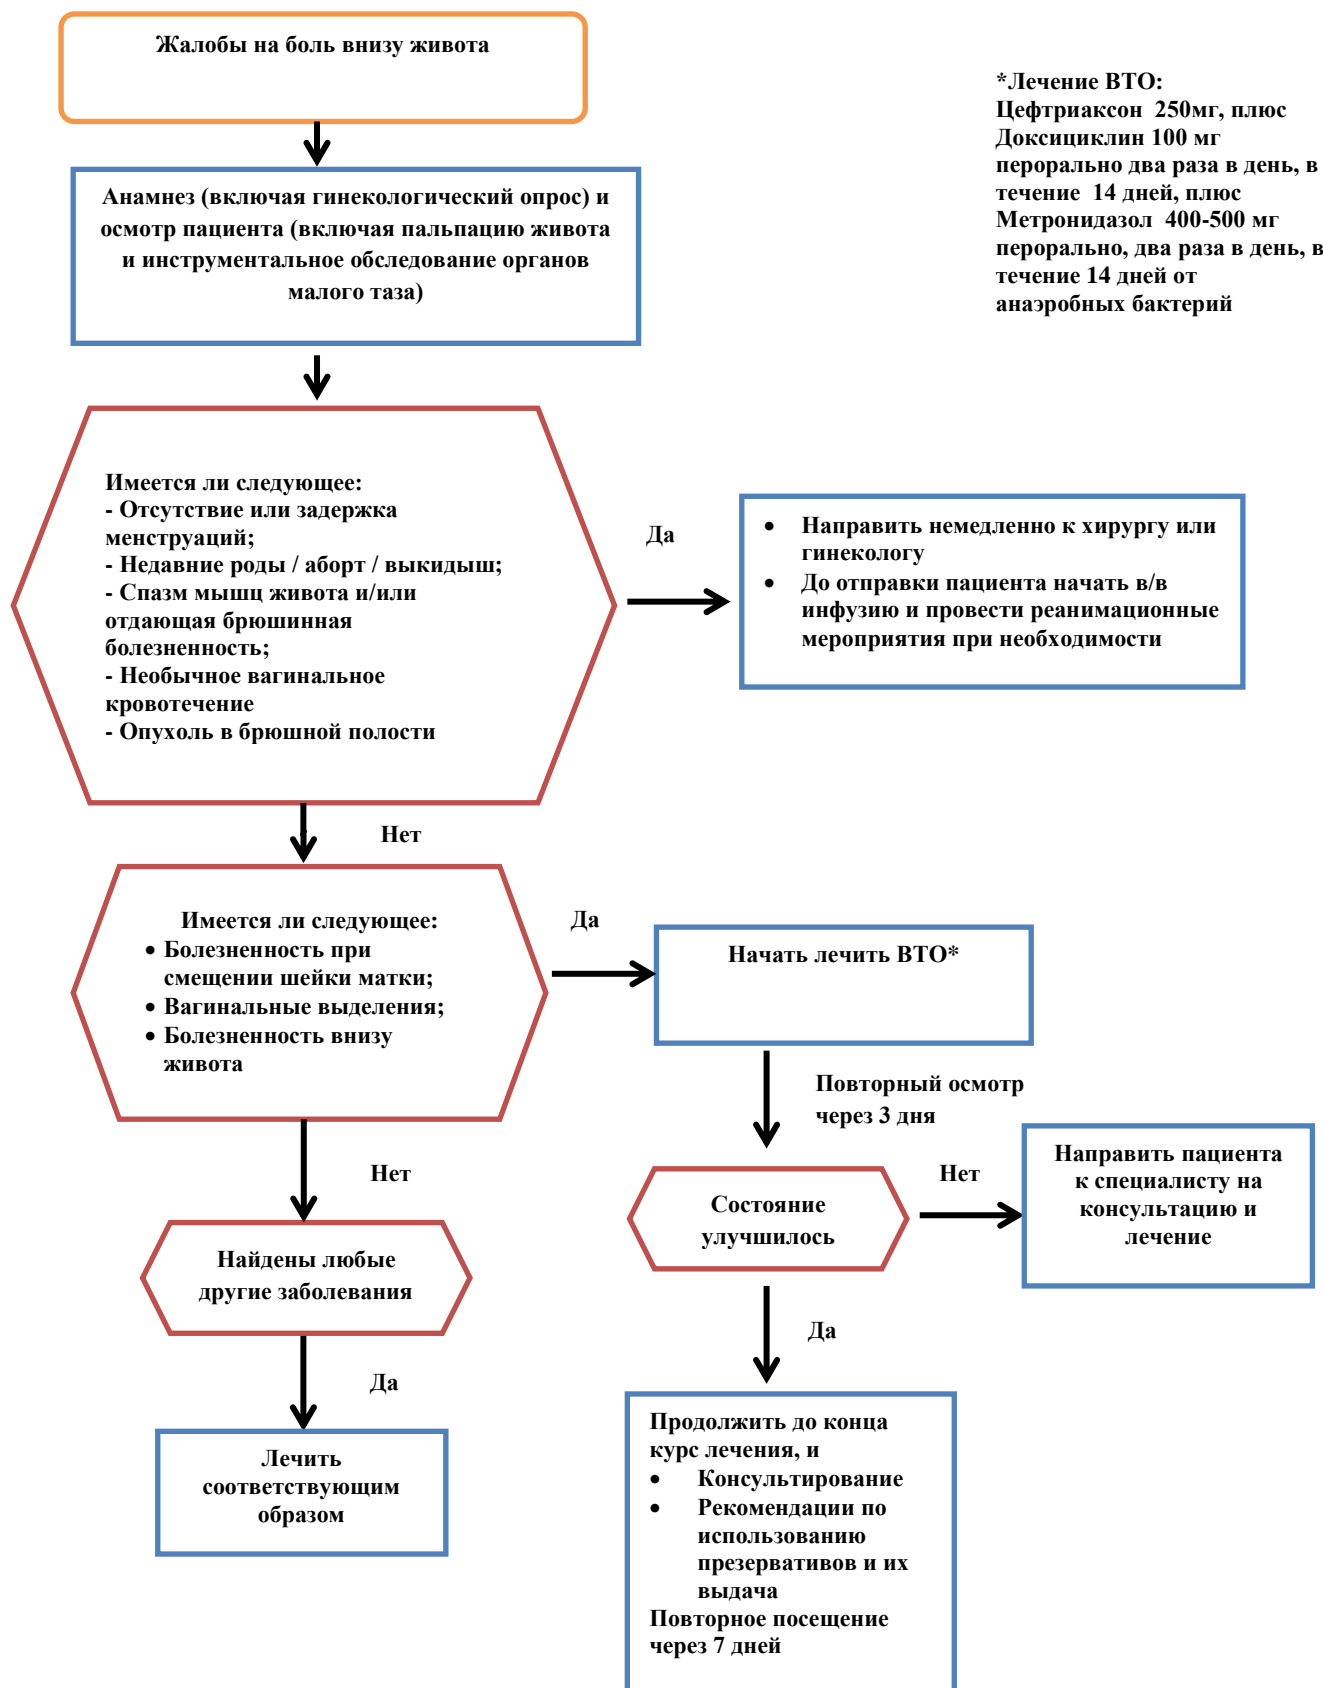 Жалобы на боль внизу живота
*Лечение ВТО:
Цефтриаксон 250мг, плюс
Доксициклин 100 мг
перорально два раза в день, в
течение 14 дней, плюс
Метронидазол 400-500 мг
перорально, два раза в день, в
течение 14 дней от
анаэробных бактерий
Анамнез (включая гинекологический опрос) и
осмотр пациента (включая пальпацию живота
и инструментальное обследование органов
малого таза)
Имеется ли следующее:
- Отсутствие или задержка
менструаций;
- Недавние роды / аборт / выкидыш;
- Спазм мышц живота и/или
отдающая брюшинная
болезненность;
- Необычное вагинальное
кровотечение
- Опухоль в брюшной полости
Да
• Направить немедленно к хирургу или
гинекологу
• До отправки пациента начать в/в
инфузию и провести реанимационные
мероприятия при необходимости
Нет
Имеется ли следующее:
• Болезненность при
смещении шейки матки;
• Вагинальные выделения;
• Болезненность внизу
живота
Да
Начать лечить ВТО*
Повторный осмотр
через 3 дня
Нет
Найдены любые
другие заболевания
Да
Лечить
соответствующим
образом
Состояние
улучшилось
Нет
Направить пациента
к специалисту на
консультацию и
лечение
Да
Продолжить до конца
курс лечения, и
• Консультирование
• Рекомендации по
использованию
презервативов и их
выдача
Повторное посещение
через 7 дней